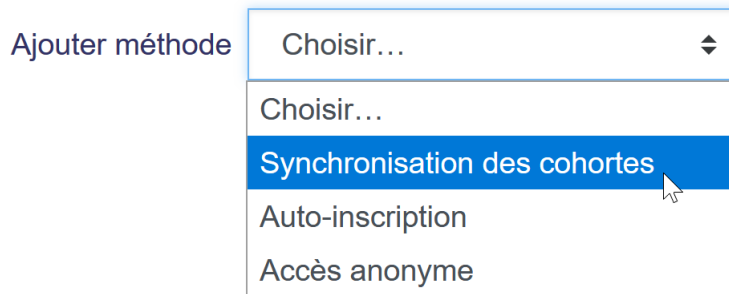 Ajouter méthode Choisir…
Choisir…
Synchronisation des cohortes
Auto-inscription
Accès anonyme